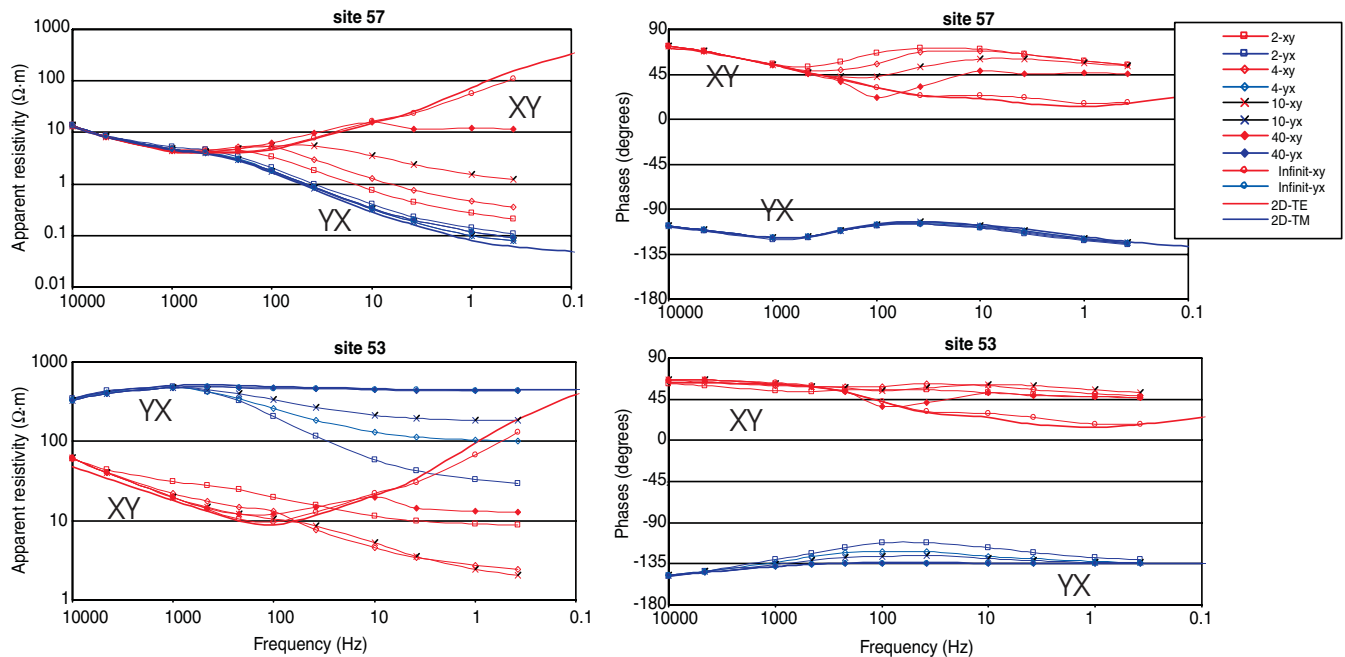 site 57
1000
100
10
1
0.1
0.01
10000 1000 100 10 1 0.1
Apparent resistivity (Ω·m)
XY
YX
site 57
90
45
0
-45
-90
-135
-180
10000 1000 100 10 1 0.1
Phases (degrees)
XY
YX
2-xy
2-yx
4-xy
4-yx
10-xy
10-yx
40-xy
40-yx
Infinit-xy
Infinit-yx
2D-TE
2D-TM
site 53
1000
100
10
1
10000 1000 100 10 1 0.1
Apparent resistivity (Ω·m)
Frequency (Hz)
YX
XY
site 53
90
45
0
-45
-90
-135
-180
10000 1000 100 10 1 0.1
Phases (degrees)
Frequency (Hz)
XY
YX